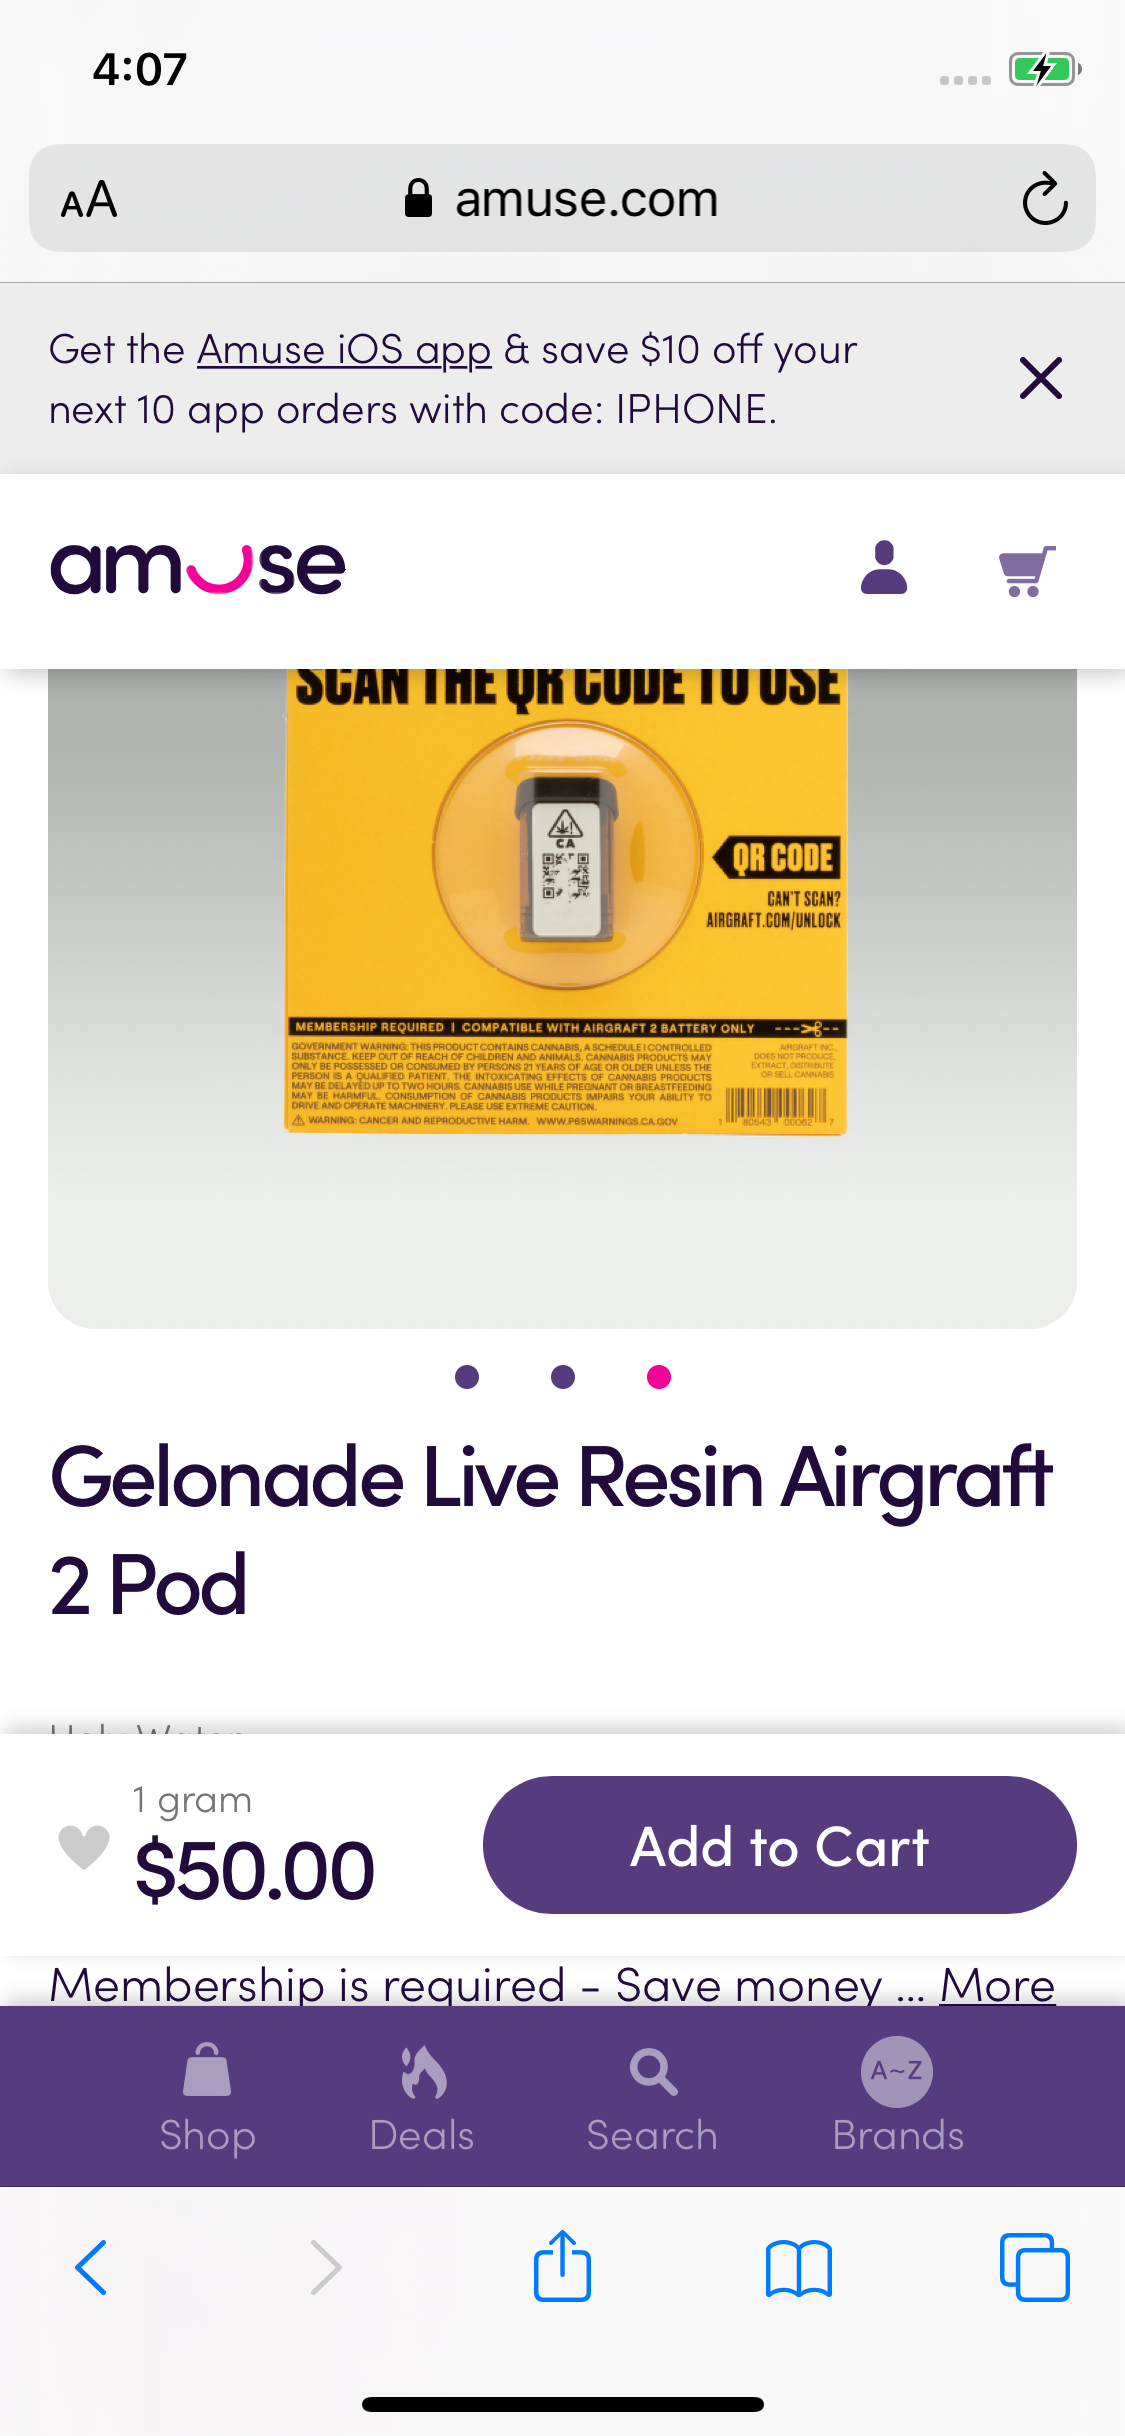 4:07
AA
amuse.com
Get the Amuse iOS app & save $10 off your
next 10 app orders with code: IPHONE.
amuse
SCAN THE QR CODE TO USE
CA
QR CODE
CAN'T SCAN?
AIRGRAFT.COM/UNLOCK
MEMBERSHIP REQUIRED | COMPATIBLE WITH AIRGRAFT 2 BATTERY ONLY
GOVERNMENT WARNING: THIS PRODUCT CONTAINS CANNABIS, A SCHEDULE I CONTROLLED
SUBSTANCE. KEEP OUT OF REACH OF CHILDREN AND ANIMALS. CANNABIS PRODUCTS MAY
ONLY BE POSSESSED OR CONSUMED BY PERSONS 21 YEARS OF AGE OR OLDER UNLESS THE
PERSON IS A QUALIFIED PATIENT. THE INTOXICATING EFFECTS OF CANNABIS PRODUCTS
MAY BE DELAYED UP TO TWO HOURS. CANNABIS USE WHILE PREGNANT OR BREASTFEEDING
MAY BE HARMFUL. CONSUMPTION OF CANNABIS PRODUCTS IMPAIRS YOUR ABILITY TO
DRIVE AND OPERATE MACHINERY. PLEASE USE EXTREME CAUTION.
WARNING: CANCER AND REPRODUCTIVE HARM. WWW.P65WARNINGS.CA.GOV
AIRGRAFT INC.,
DOES NOT PRODUCE,
EXTRACT, DISTRIBUTE
OR SELL CANNABIS
1 80543 00062 7
Gelonade Live Resin Airgraft
2 Pod
Holy Water
1 gram
$50.00
Add to Cart
Membership is required - Save money ... More
Shop
Deals
Search
A~Z
Brands